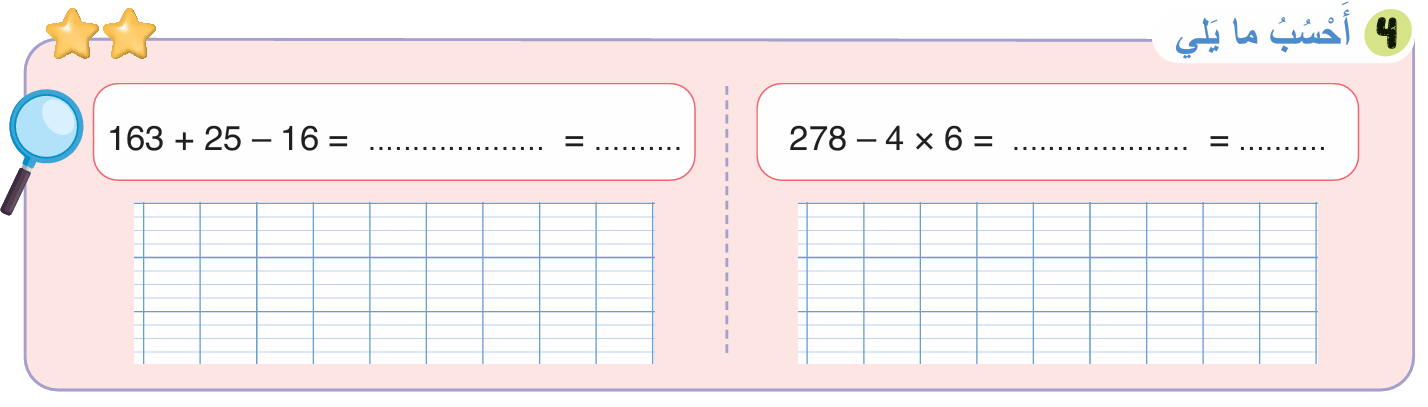 4 أَحْسُبُ ما يَلي
163 + 25 – 16 = .................... = ..........
278 – 4 × 6 = .................... = ..........